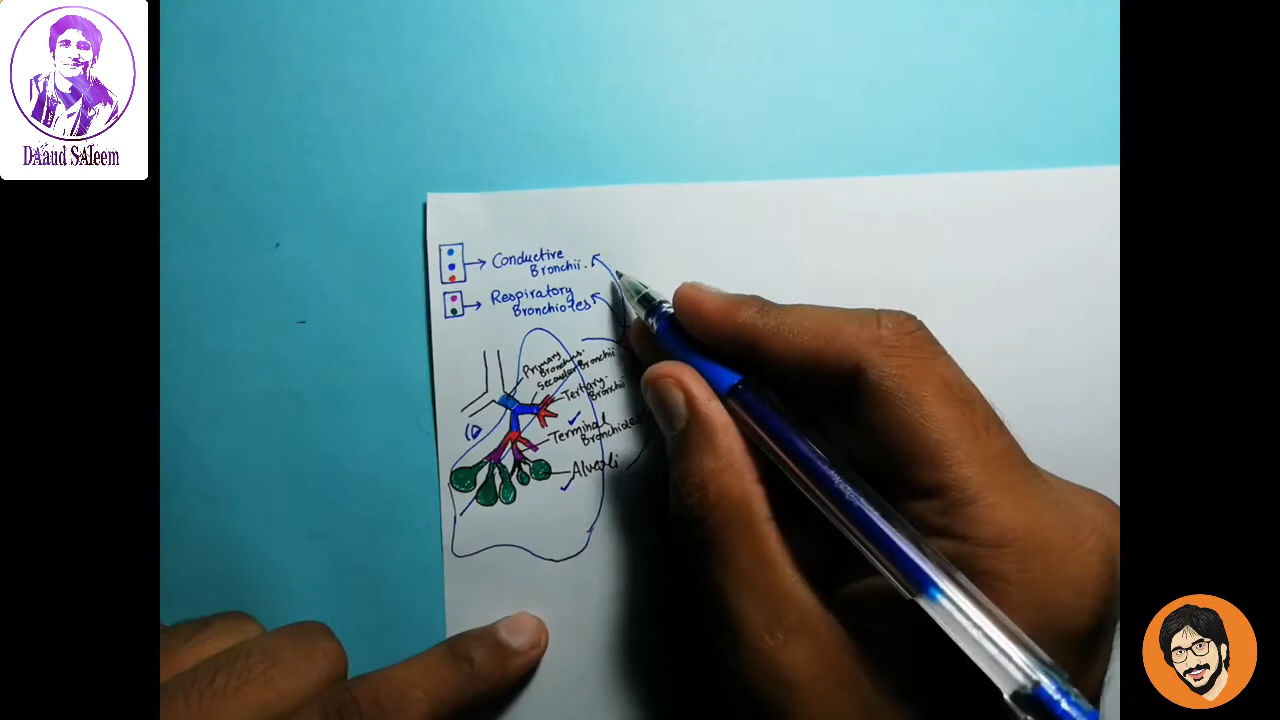 DAaud SAleem
Conductive
Bronchii.
Respiratory
Bronchioles
Primary
Bronchus.
Secondary Bronchii
Tertiary
Bronchii
Terminal
Bronchioles
Alveoli